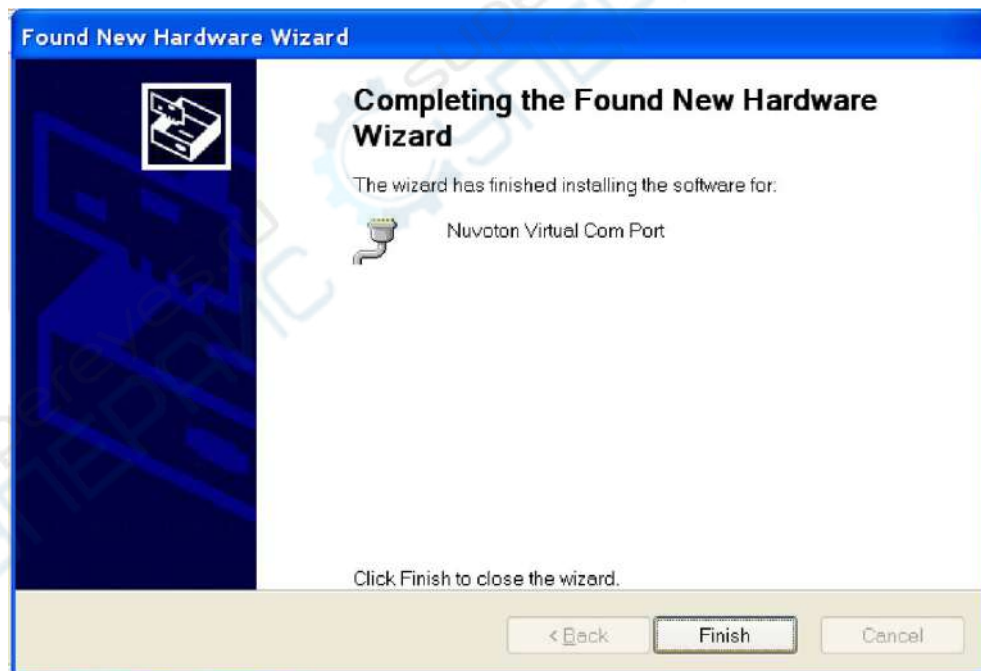 Found New Hardware Wizard
Completing the Found New Hardware
Wizard
The wizard has finished installing the software for:
Nuvoton Virtual Com Port
Click Finish to close the wizard.
< Back
Finish
Cancel